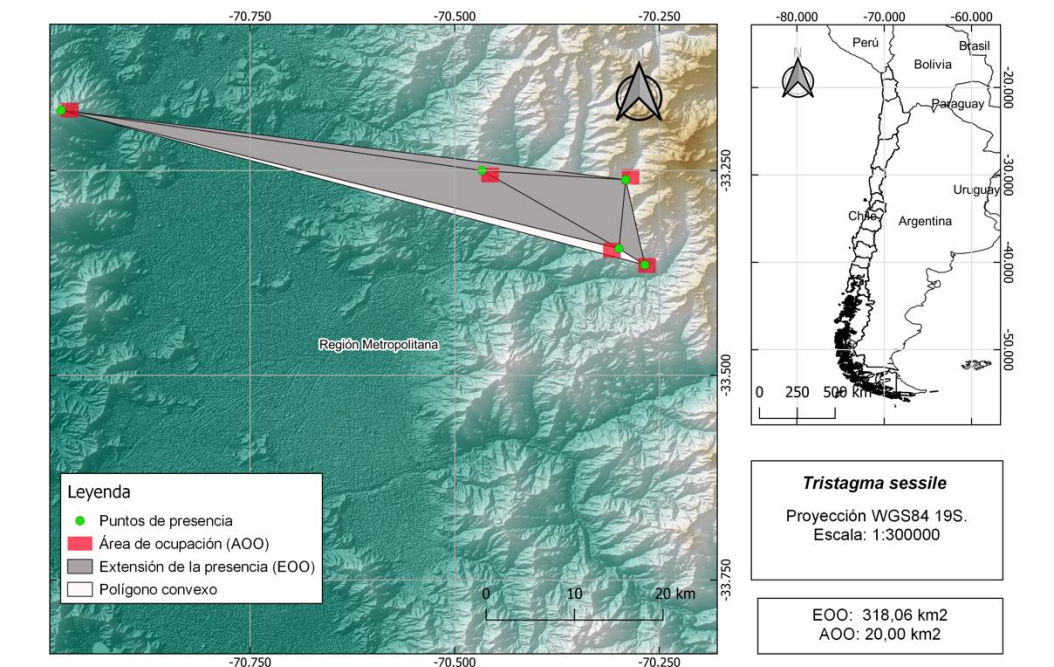 -70.750
-70.500
-70.250
-33.250
-33.500
-33.750
Región Metropolitana
Leyenda
Puntos de presencia
Área de ocupación (AOO)
Extensión de la presencia (EOO)
Polígono convexo
0 10 20 km
-70.750
-70.500
-70.250
-80.000
-70.000
-60.000
N
Perú
Brasil
Bolivia
-20.000
Paraguay
-30.000
Uruguay
Chile
Argentina
-40.000
-50.000
0 250 500 km
Tristagma sessile
Proyección WGS84 19S.
Escala: 1:300000
EOO: 318,06 km2
AOO: 20,00 km2